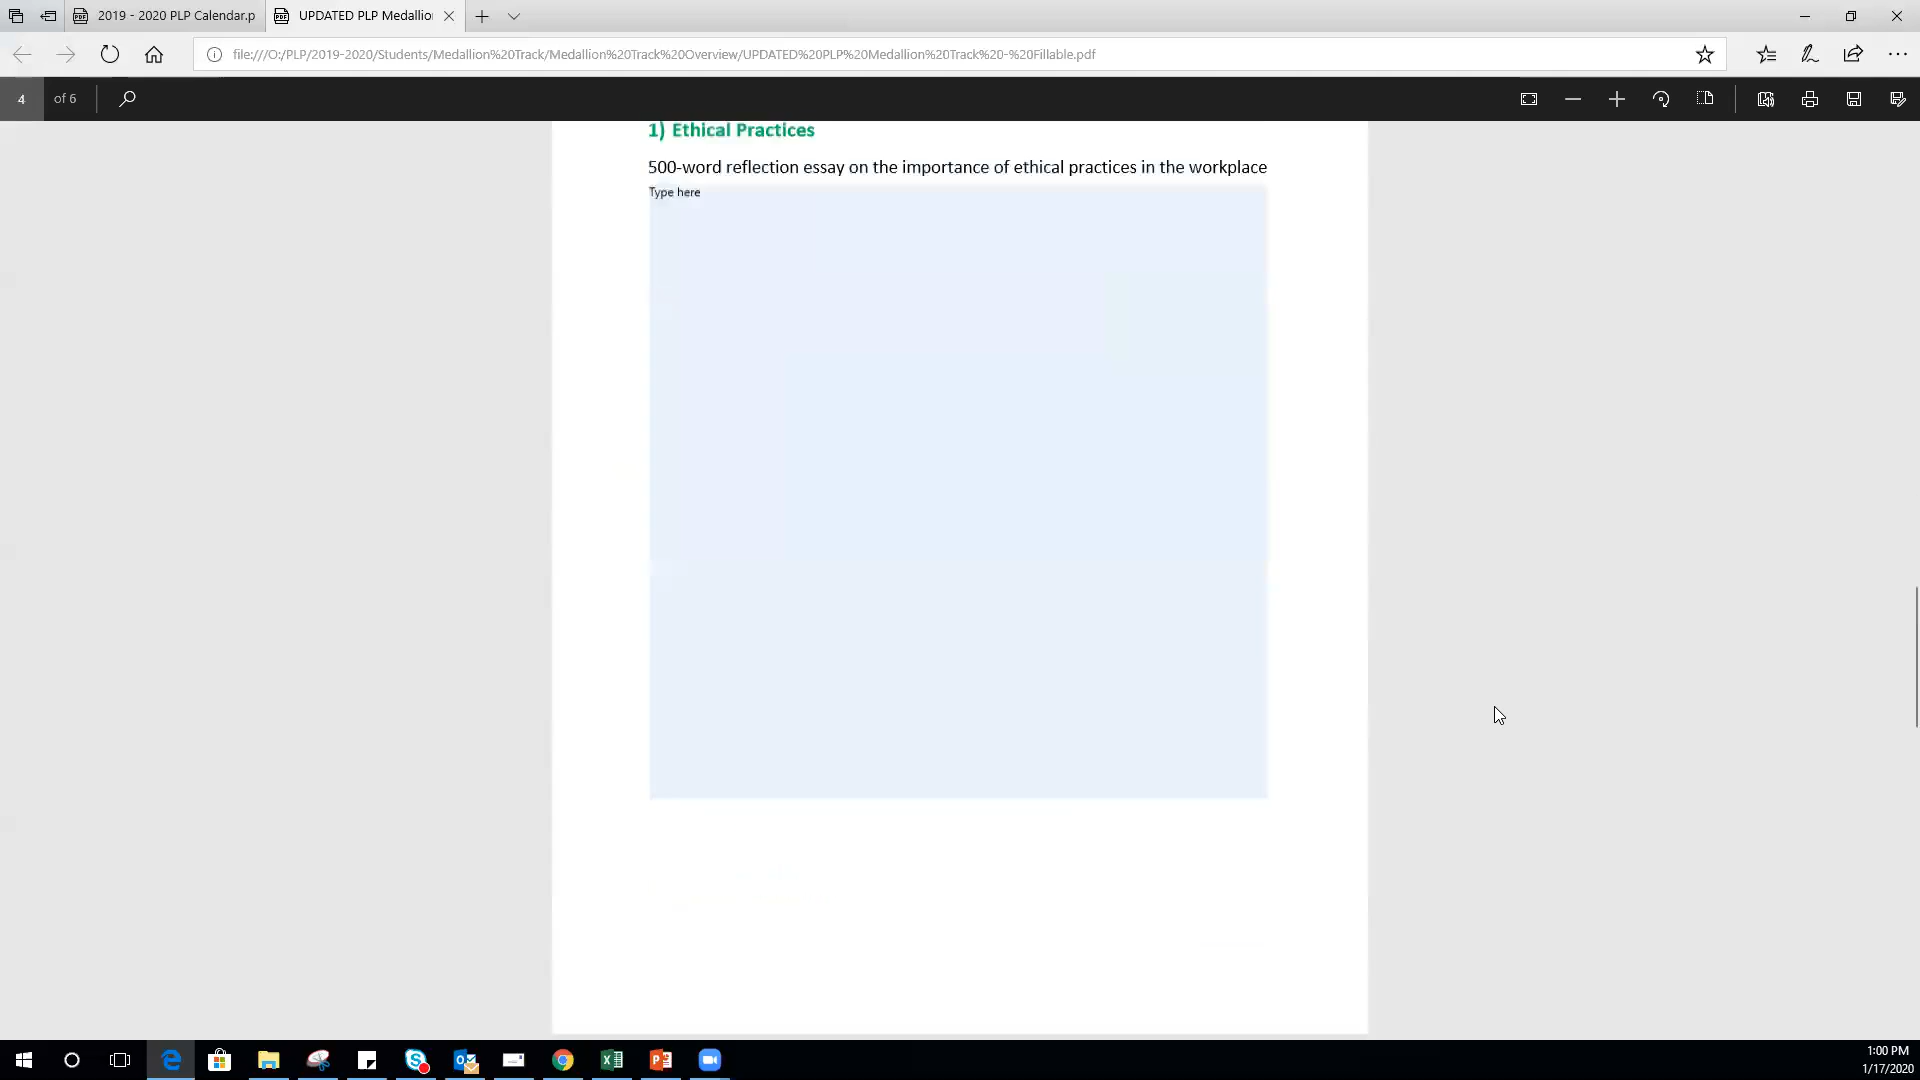 2019 - 2020 PLP Calendar.p
UPDATED PLP Medallio
file:///O:/PLP/2019-2020/Students/Medallion%20Track/Medallion%20Track%20Overview/UPDATED%20PLP%20Medallion%20Track%20-%20Fillable.pdf
4 of 6
1) Ethical Practices
500-word reflection essay on the importance of ethical practices in the workplace
Type here
1:00 PM
1/17/2020